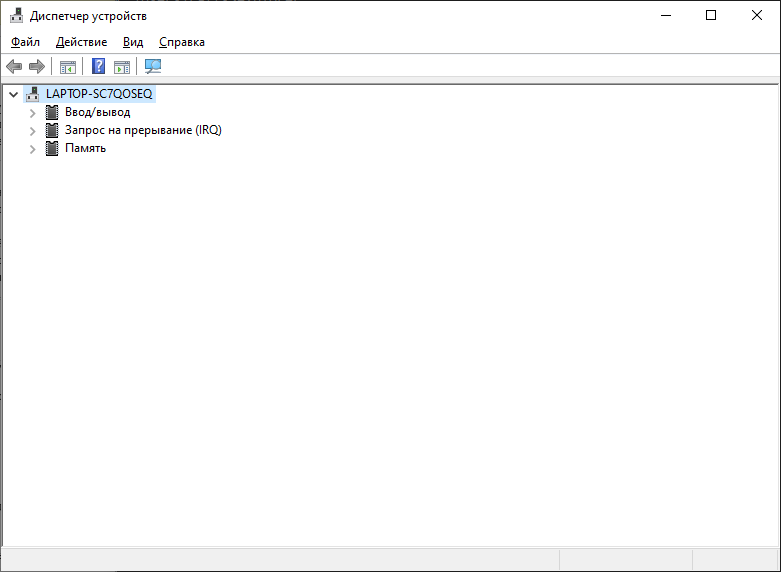 Диспетчер устройств
Файл Действие Вид Справка
LAPTOP-SC7QOSEQ
Ввод/вывод
Запрос на прерывание (IRQ)
Память